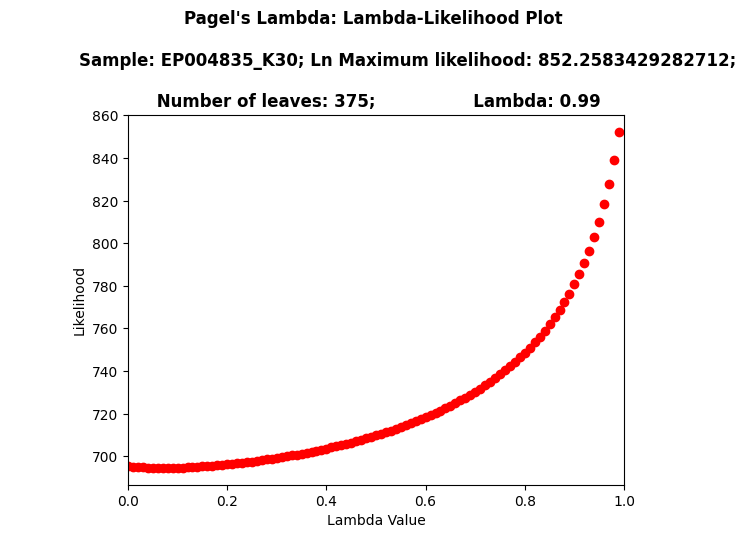 Pagel's Lambda: Lambda-Likelihood Plot
Sample: EP004835_K30; Ln Maximum likelihood: 852.2583429282712;
Number of leaves: 375; Lambda: 0.99
860
840
820
800
780
760
740
720
700
Likelihood
0.0 0.2 0.4 0.6 0.8 1.0
Lambda Value